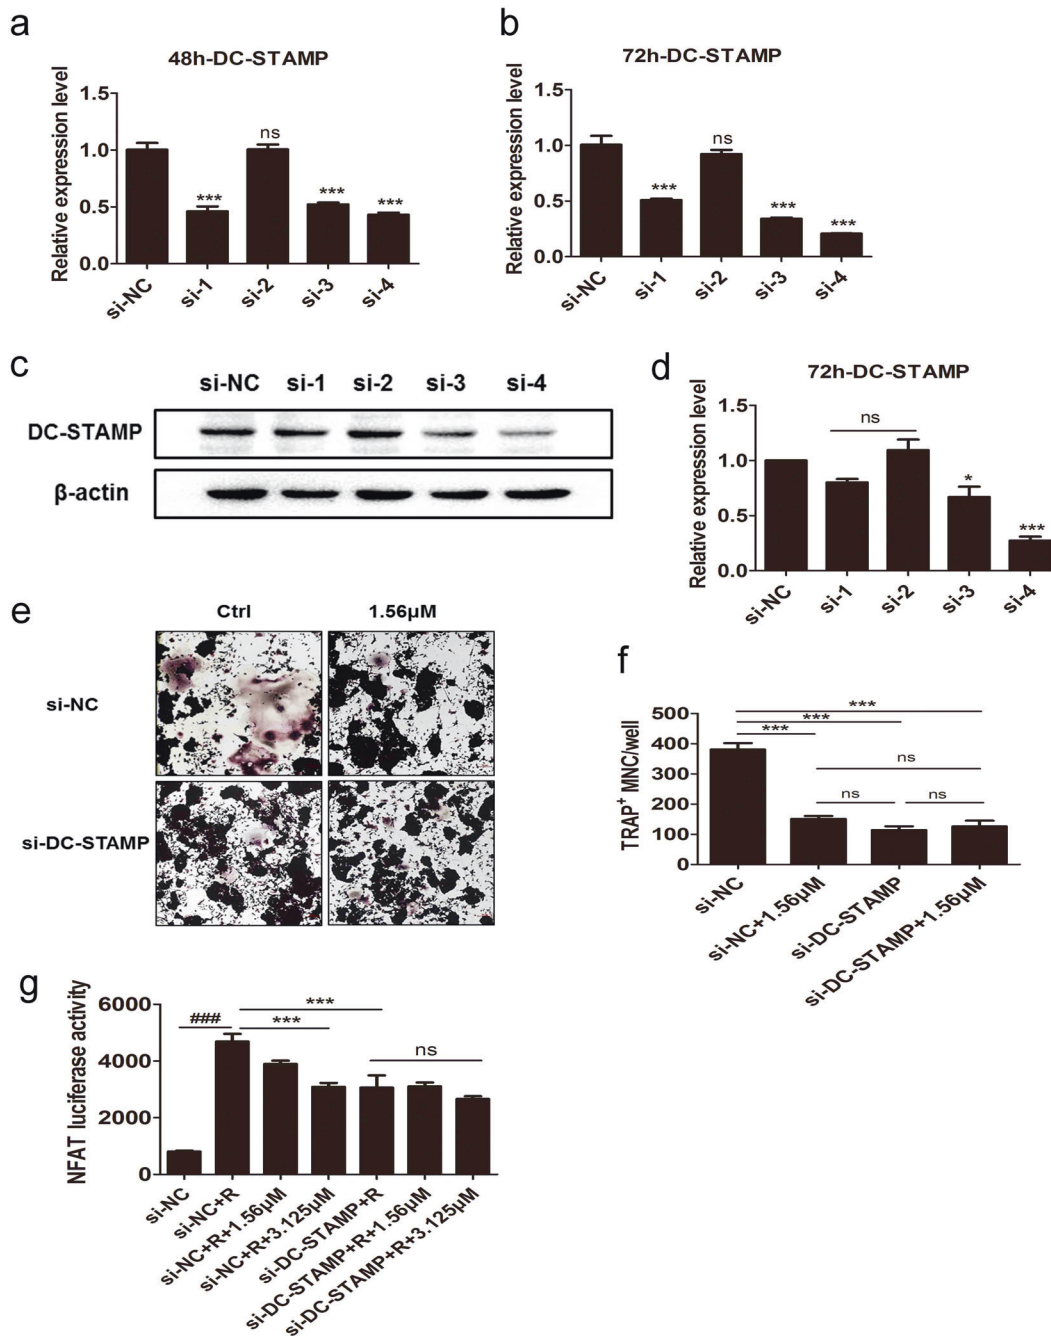 a
48h-DC-STAMP
Relative expression level
1.5
1.0
0.5
0.0
ns
***
***
***
si-NC
si-1
si-2
si-3
si-4
b
72h-DC-STAMP
Relative expression level
1.5
1.0
0.5
0.0
***
ns
***
***
si-NC
si-1
si-2
si-3
si-4
c
si-NC si-1 si-2 si-3 si-4
DC-STAMP
β-actin
d
72h-DC-STAMP
Relative expression level
1.5
1.0
0.5
0.0
ns
*
***
si-NC
si-1
si-2
si-3
si-4
e
Ctrl 1.56μM
si-NC
si-DC-STAMP
f
TRAP+ MNC/well
500
400
300
200
100
0
***
***
***
ns
ns
ns
si-NC
si-NC+1.56μM
si-DC-STAMP
si-DC-STAMP+1.56μM
g
NFAT luciferase activity
6000
4000
2000
0
###
***
***
ns
si-NC
si-NC+R
si-NC+R+1.56μM
si-NC+R+3.125μM
si-DC-STAMP+R
si-DC-STAMP+R+1.56μM
si-DC-STAMP+R+3.125μM